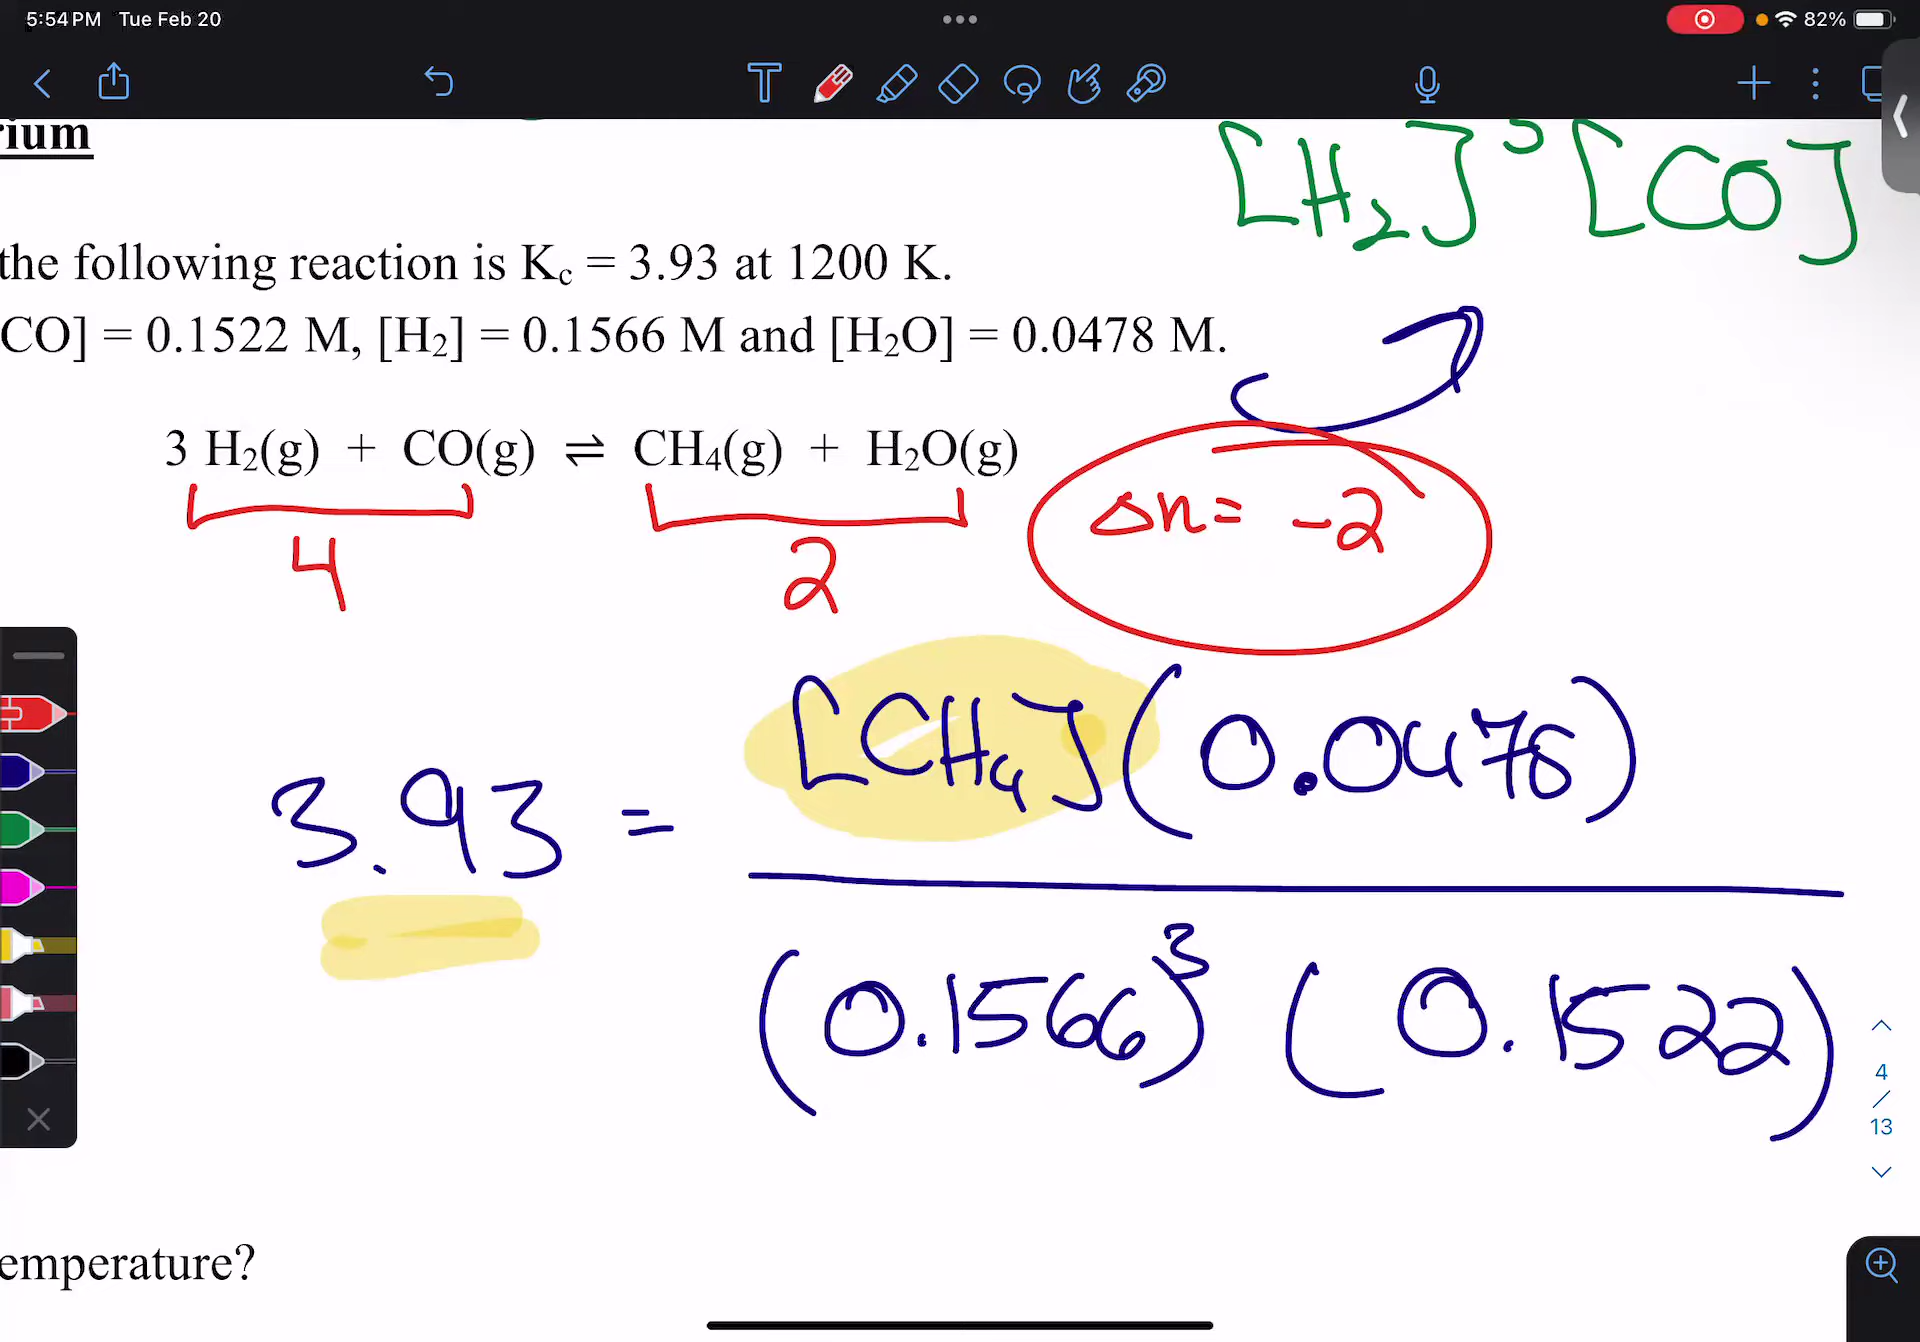 5:54 PM Tue Feb 20
82%
rium
[H₂]³ [CO]
the following reaction is Kc = 3.93 at 1200 K.
CO] = 0.1522 M, [H₂] = 0.1566 M and [H₂O] = 0.0478 M.
3 H₂(g) + CO(g) ⇌ CH₄(g) + H₂O(g)
Δn = -2
4 2
[CH₄] (0.0478)
3.93 =
(0.1566)³ (0.1522)
4
/
13
emperature?